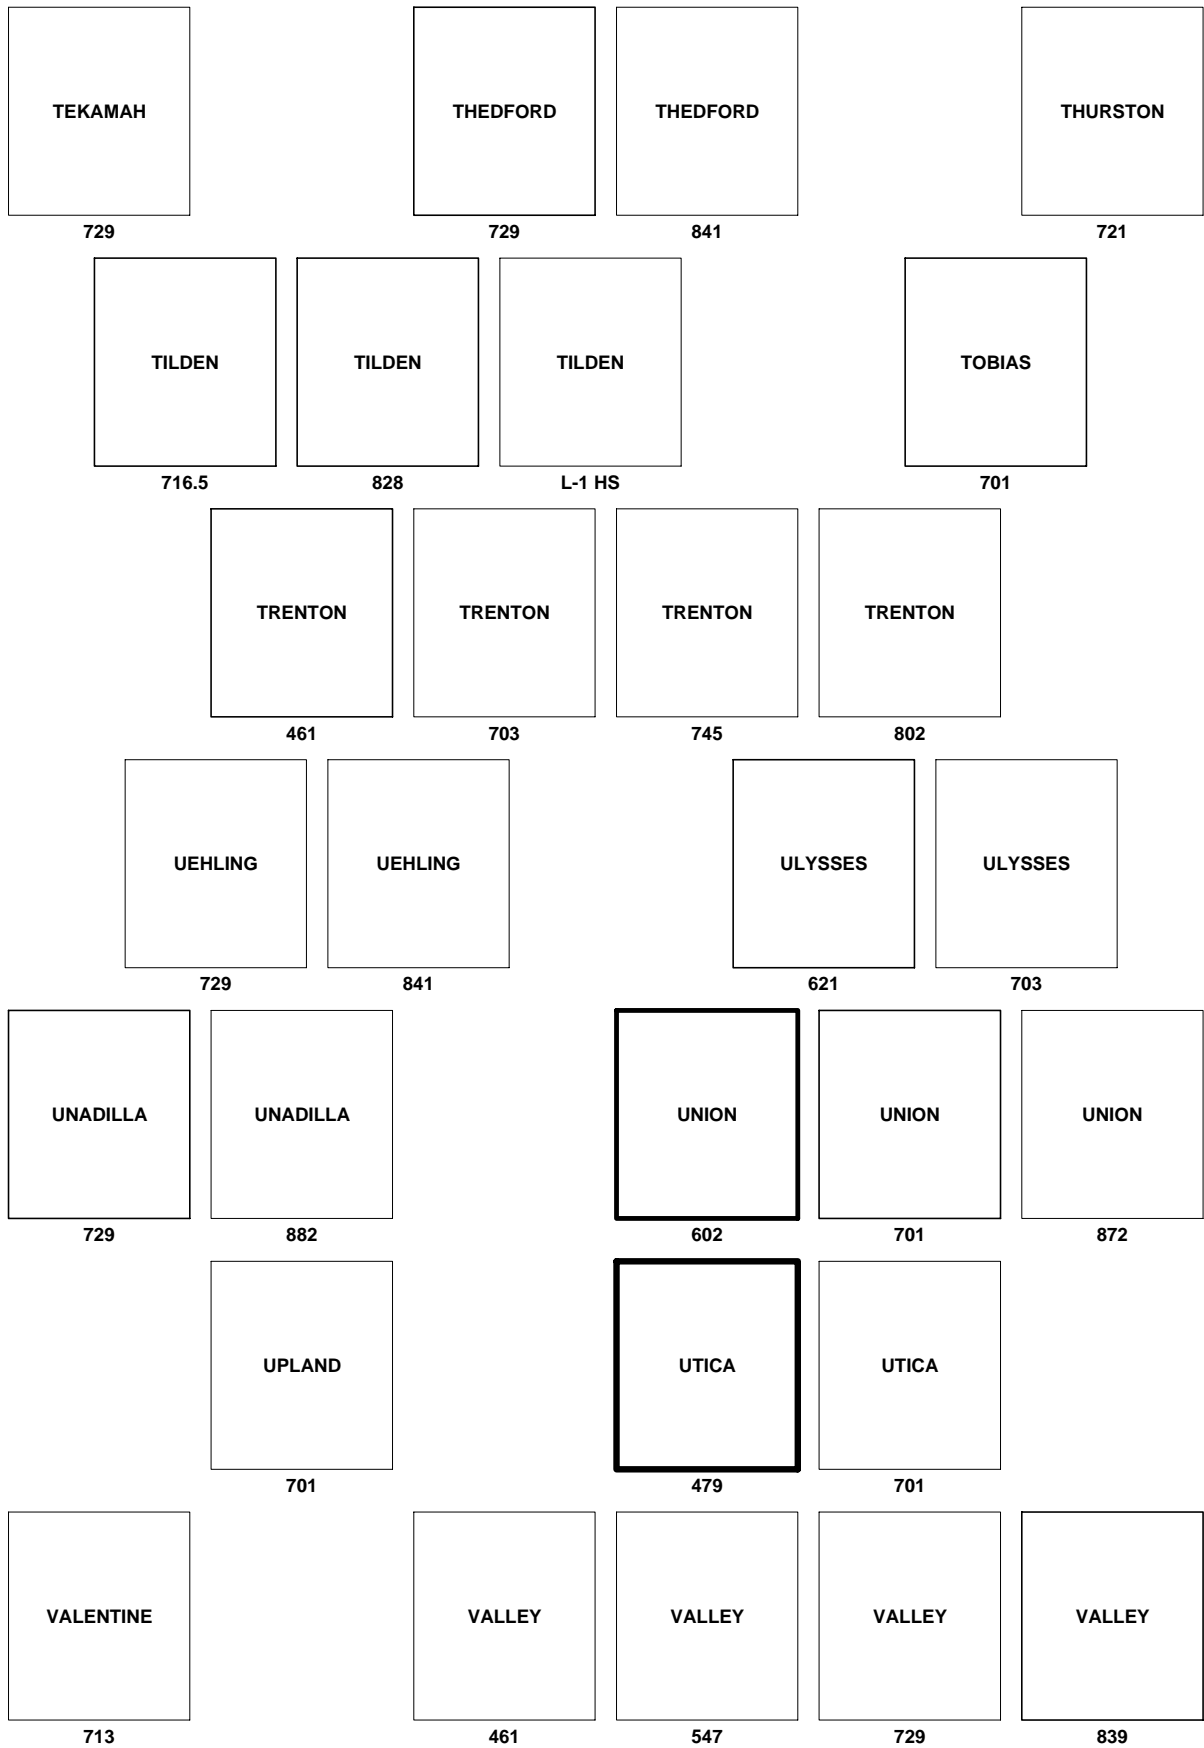 TEKAMAH THEDFORD THEDFORD THURSTON
729 729 841 721
TILDEN TILDEN TILDEN TOBIAS
716.5 828 L-1 HS 701
TRENTON TRENTON TRENTON TRENTON
461 703 745 802
UEHLING UEHLING ULYSSES ULYSSES
729 841 621 703
UNADILLA UNADILLA UNION UNION UNION
729 882 602 701 872
UPLAND UTICA UTICA
701 479 701
VALENTINE VALLEY VALLEY VALLEY VALLEY
713 461 547 729 839